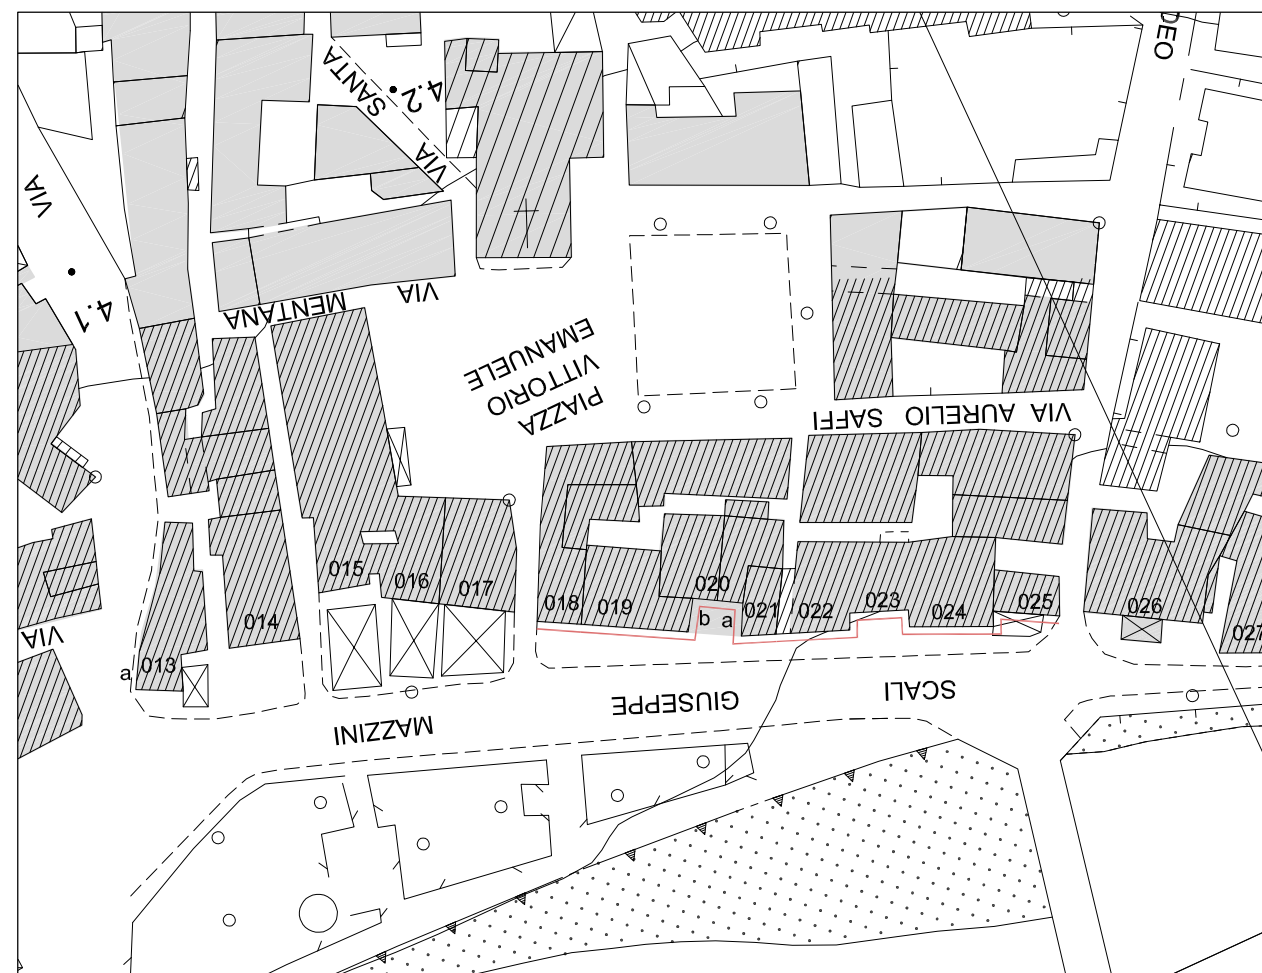 DEO
VIA
SANTA
4.2
VIA
4.1
VIA MENTANA
PIAZZA
VITTORIO
EMANUELE
VIA AURELIO SAFFI
015
016
017
018
019
020
b a
021
022
023
024
025
026
027
014
013
a
VIA
MAZZINI
SCALI GIUSEPPE